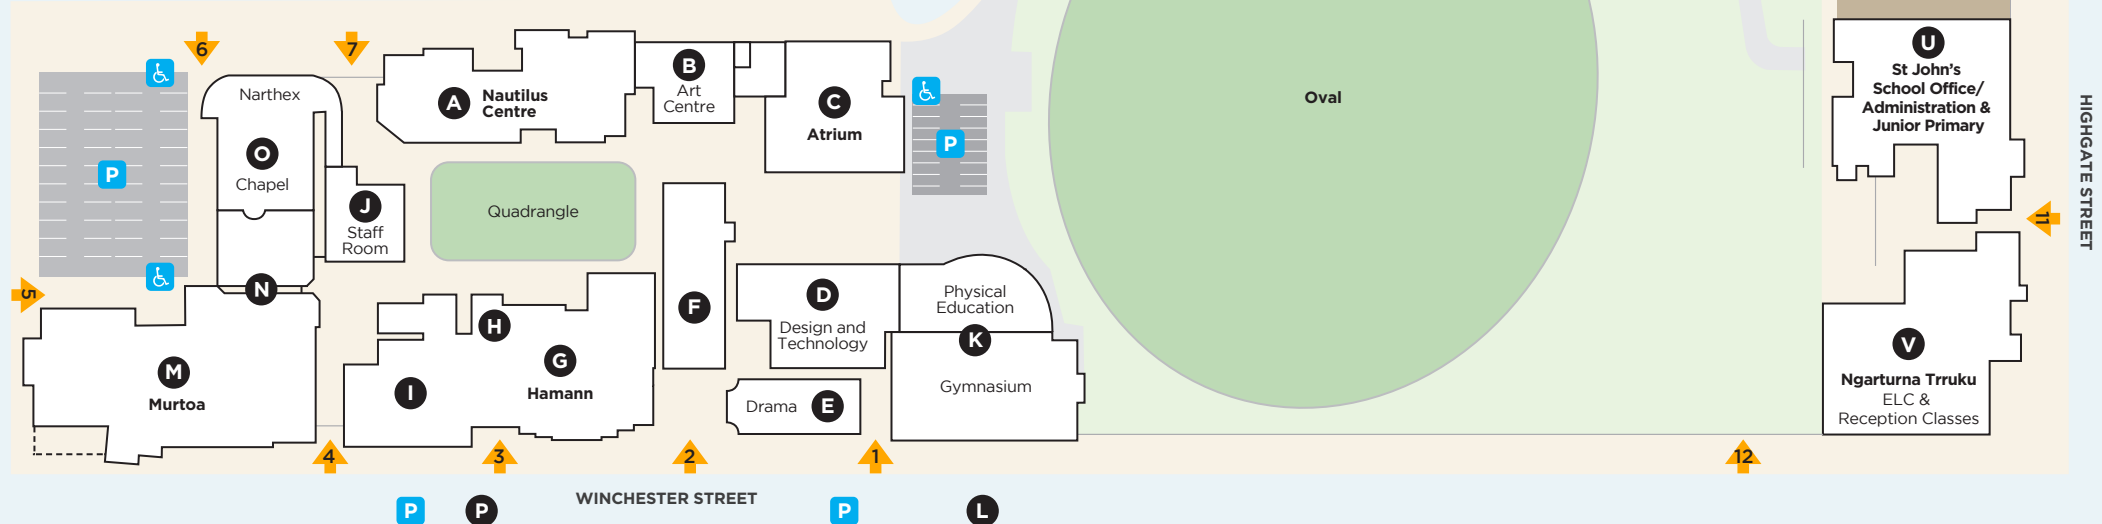 6
7
P
Narthex
O
Chapel
J
Staff
Room
N
5
M
Murtoa
A
Nautilus
Centre
B
Art
Centre
C
Atrium
P
Quadrangle
F
H
G
Hamann
I
D
Design and
Technology
Physical
Education
K
Gymnasium
Drama
E
Oval
U
St John's
School Office/
Administration &
Junior Primary
11
HIGHGATE STREET
V
Ngarturna Trruku
ELC &
Reception Classes
4
3
2
1
12
WINCHESTER STREET
P
P
P
L